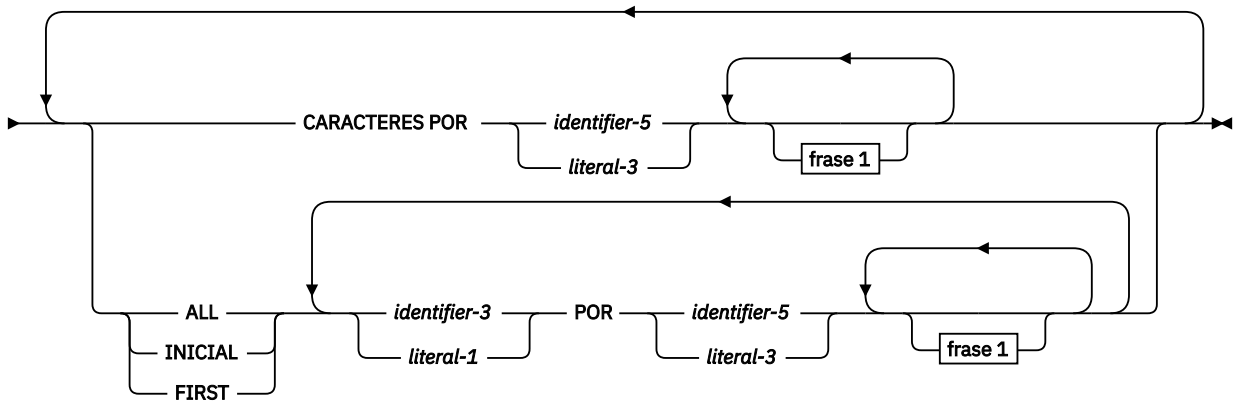 CARACTERES POR identifier-5
literal-3 frase 1
ALL identifier-3 POR identifier-5
INICIAL literal-1 literal-3 frase 1
FIRST